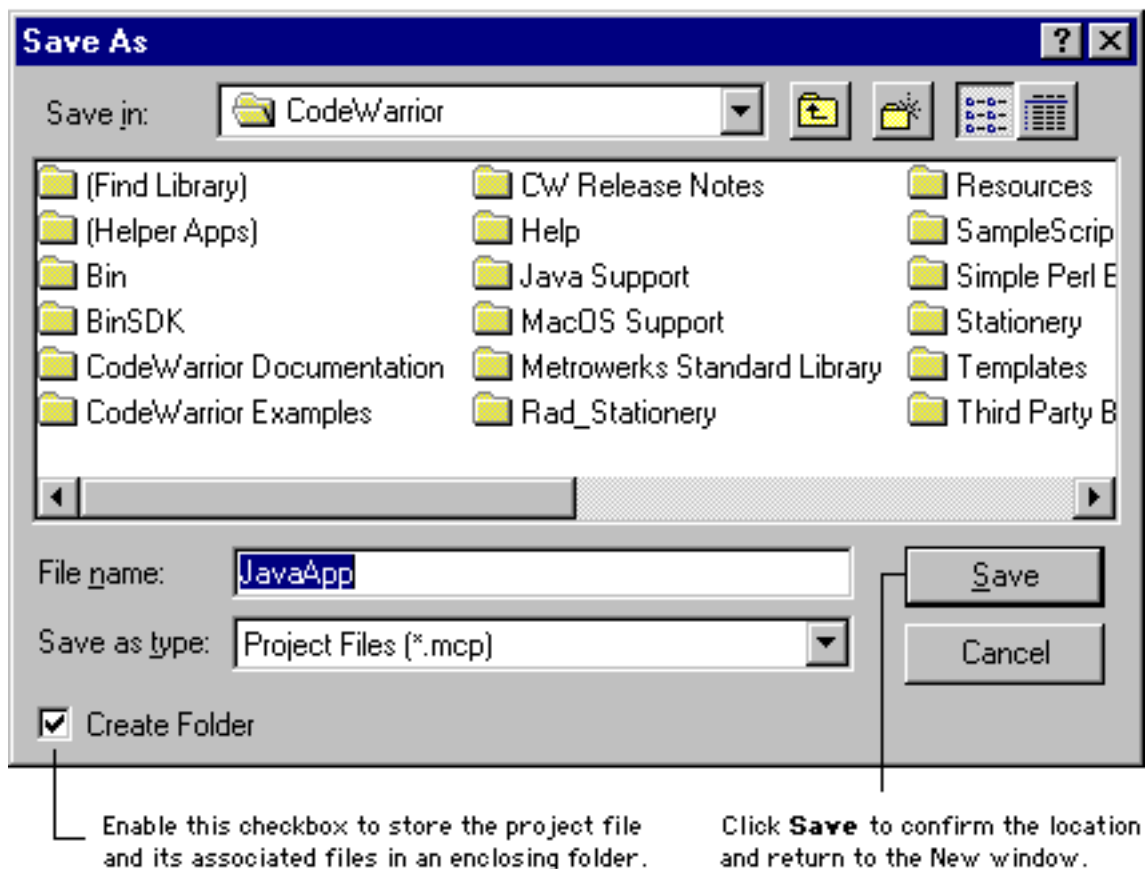 Save As
Save in: CodeWarrior
(Find Library) CW Release Notes Resources
(Helper Apps) Help SampleScrip
Bin Java Support Simple Perl E
BinSDK MacOS Support Stationery
CodeWarrior Documentation Metrowerks Standard Library Templates
CodeWarrior Examples Rad_Stationery Third Party B
File name: JavaApp Save
Save as type: Project Files (*.mcp) Cancel
Create Folder
Enable this checkbox to store the project file
and its associated files in an enclosing folder.
Click Save to confirm the location
and return to the New window.